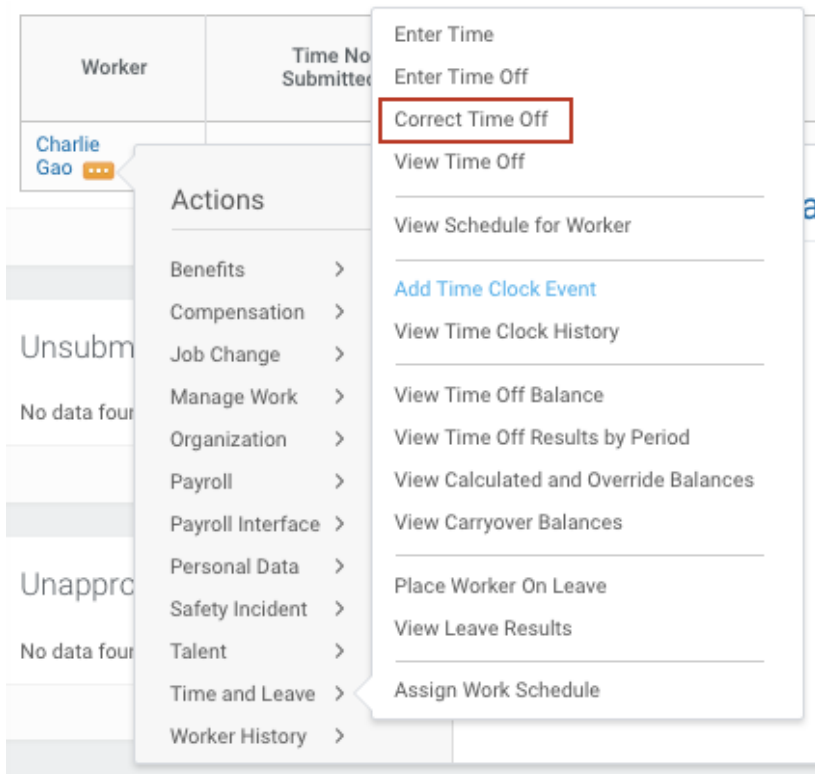 Worker
Time No
Submitted
Charlie
Gao
Actions
Benefits
Compensation
Job Change
Manage Work
Organization
Payroll
Payroll Interface
Personal Data
Safety Incident
Talent
Time and Leave
Worker History
Enter Time
Enter Time Off
Correct Time Off
View Time Off
View Schedule for Worker
Add Time Clock Event
View Time Clock History
View Time Off Balance
View Time Off Results by Period
View Calculated and Override Balances
View Carryover Balances
Place Worker On Leave
View Leave Results
Assign Work Schedule
Unsubm
No data four
Unappro
No data four